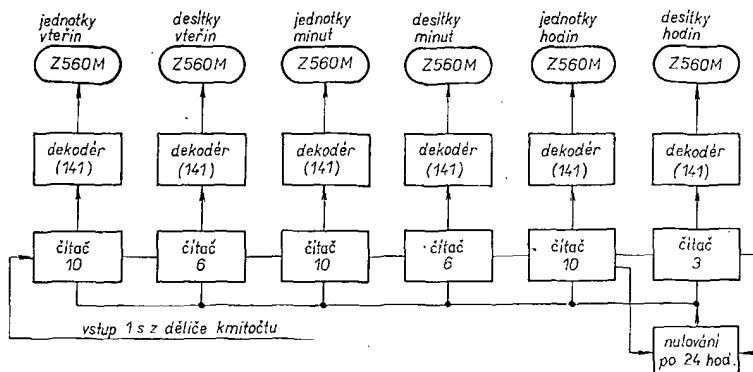 jednotky vteřin
desítky vteřin
jednotky minut
desítky minut
jednotky hodin
desítky hodin
Z560M
Z560M
Z560M
Z560M
Z560M
Z560M
dekodér (141)
dekodér (141)
dekodér (141)
dekodér (141)
dekodér (141)
dekodér (141)
čítač 10
čítač 6
čítač 10
čítač 6
čítač 10
čítač 3
vstup 1 s z děliče kmitočtu
nulování po 24 hod.